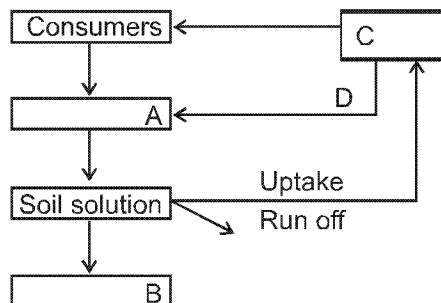 Consumers
C
D
A
Uptake
Soil solution
Run off
B